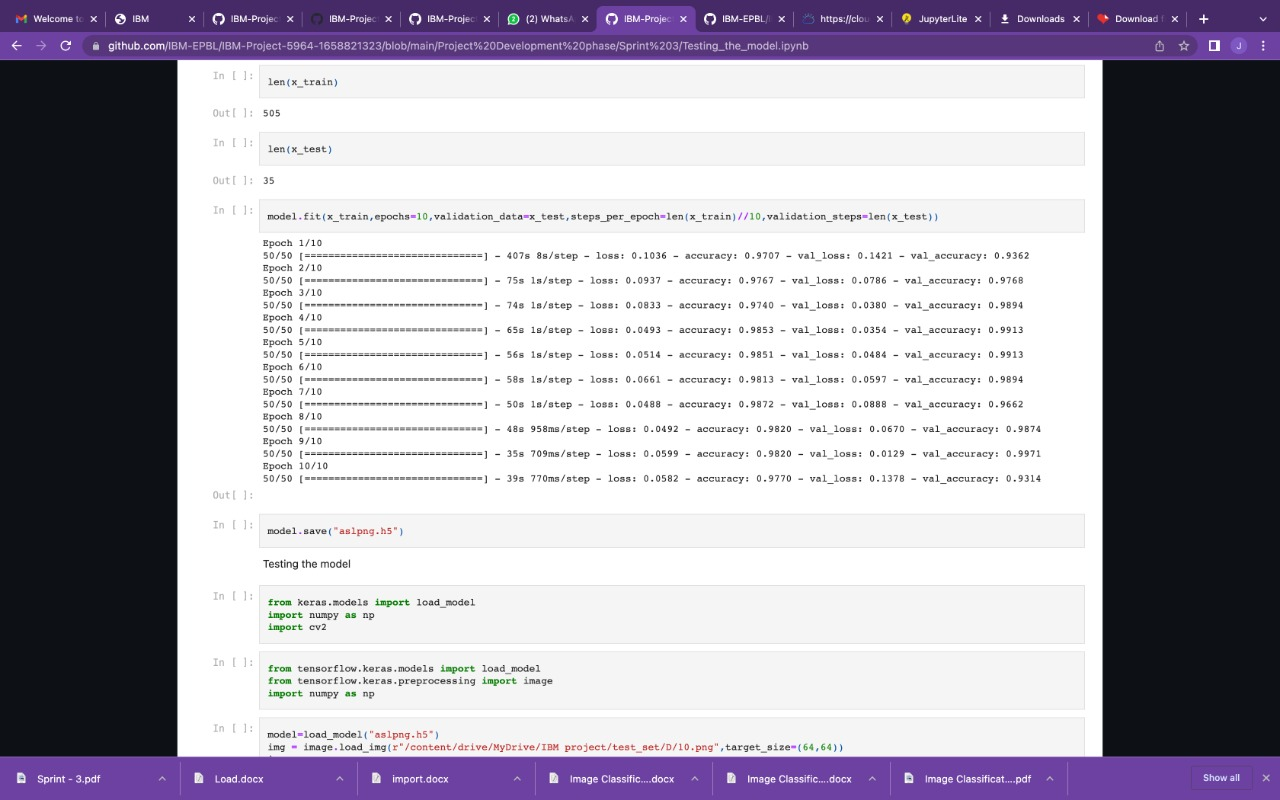 Welcome to
IBM
IBM-Projec
IBM-Projec
IBM-Projec
(2) WhatsA
IBM-Projec
IBM-EPBL/I
https://clou
JupyterLite
Downloads
Download f
github.com/IBM-EPBL/IBM-Project-5964-1658821323/blob/main/Project%20Development%20phase/Sprint%203/Testing_the_model.ipynb
J
In [ ]: len(x_train)
Out[ ]: 505
In [ ]: len(x_test)
Out[ ]: 35
In [ ]: model.fit(x_train,epochs=10,validation_data=x_test,steps_per_epoch=len(x_train)//10,validation_steps=len(x_test))
Epoch 1/10
50/50 [==============================] - 407s 8s/step - loss: 0.1036 - accuracy: 0.9707 - val_loss: 0.1421 - val_accuracy: 0.9362
Epoch 2/10
50/50 [==============================] - 75s 1s/step - loss: 0.0937 - accuracy: 0.9767 - val_loss: 0.0786 - val_accuracy: 0.9768
Epoch 3/10
50/50 [==============================] - 74s 1s/step - loss: 0.0833 - accuracy: 0.9740 - val_loss: 0.0380 - val_accuracy: 0.9894
Epoch 4/10
50/50 [==============================] - 65s 1s/step - loss: 0.0493 - accuracy: 0.9853 - val_loss: 0.0354 - val_accuracy: 0.9913
Epoch 5/10
50/50 [==============================] - 56s 1s/step - loss: 0.0514 - accuracy: 0.9851 - val_loss: 0.0484 - val_accuracy: 0.9913
Epoch 6/10
50/50 [==============================] - 58s 1s/step - loss: 0.0661 - accuracy: 0.9813 - val_loss: 0.0597 - val_accuracy: 0.9894
Epoch 7/10
50/50 [==============================] - 50s 1s/step - loss: 0.0488 - accuracy: 0.9872 - val_loss: 0.0888 - val_accuracy: 0.9662
Epoch 8/10
50/50 [==============================] - 48s 958ms/step - loss: 0.0492 - accuracy: 0.9820 - val_loss: 0.0670 - val_accuracy: 0.9874
Epoch 9/10
50/50 [==============================] - 35s 709ms/step - loss: 0.0599 - accuracy: 0.9820 - val_loss: 0.0129 - val_accuracy: 0.9971
Epoch 10/10
50/50 [==============================] - 39s 770ms/step - loss: 0.0582 - accuracy: 0.9770 - val_loss: 0.1378 - val_accuracy: 0.9314
Out[ ]:
In [ ]: model.save("aslpng.h5")
Testing the model
In [ ]: from keras.models import load_model
import numpy as np
import cv2
In [ ]: from tensorflow.keras.models import load_model
from tensorflow.keras.preprocessing import image
import numpy as np
In [ ]: model=load_model("aslpng.h5")
img = image.load_img(r"/content/drive/MyDrive/IBM project/test_set/D/10.png",target_size=(64,64))
Sprint - 3.pdf
Load.docx
import.docx
Image Classific....docx
Image Classific....docx
Image Classificat....pdf
Show all